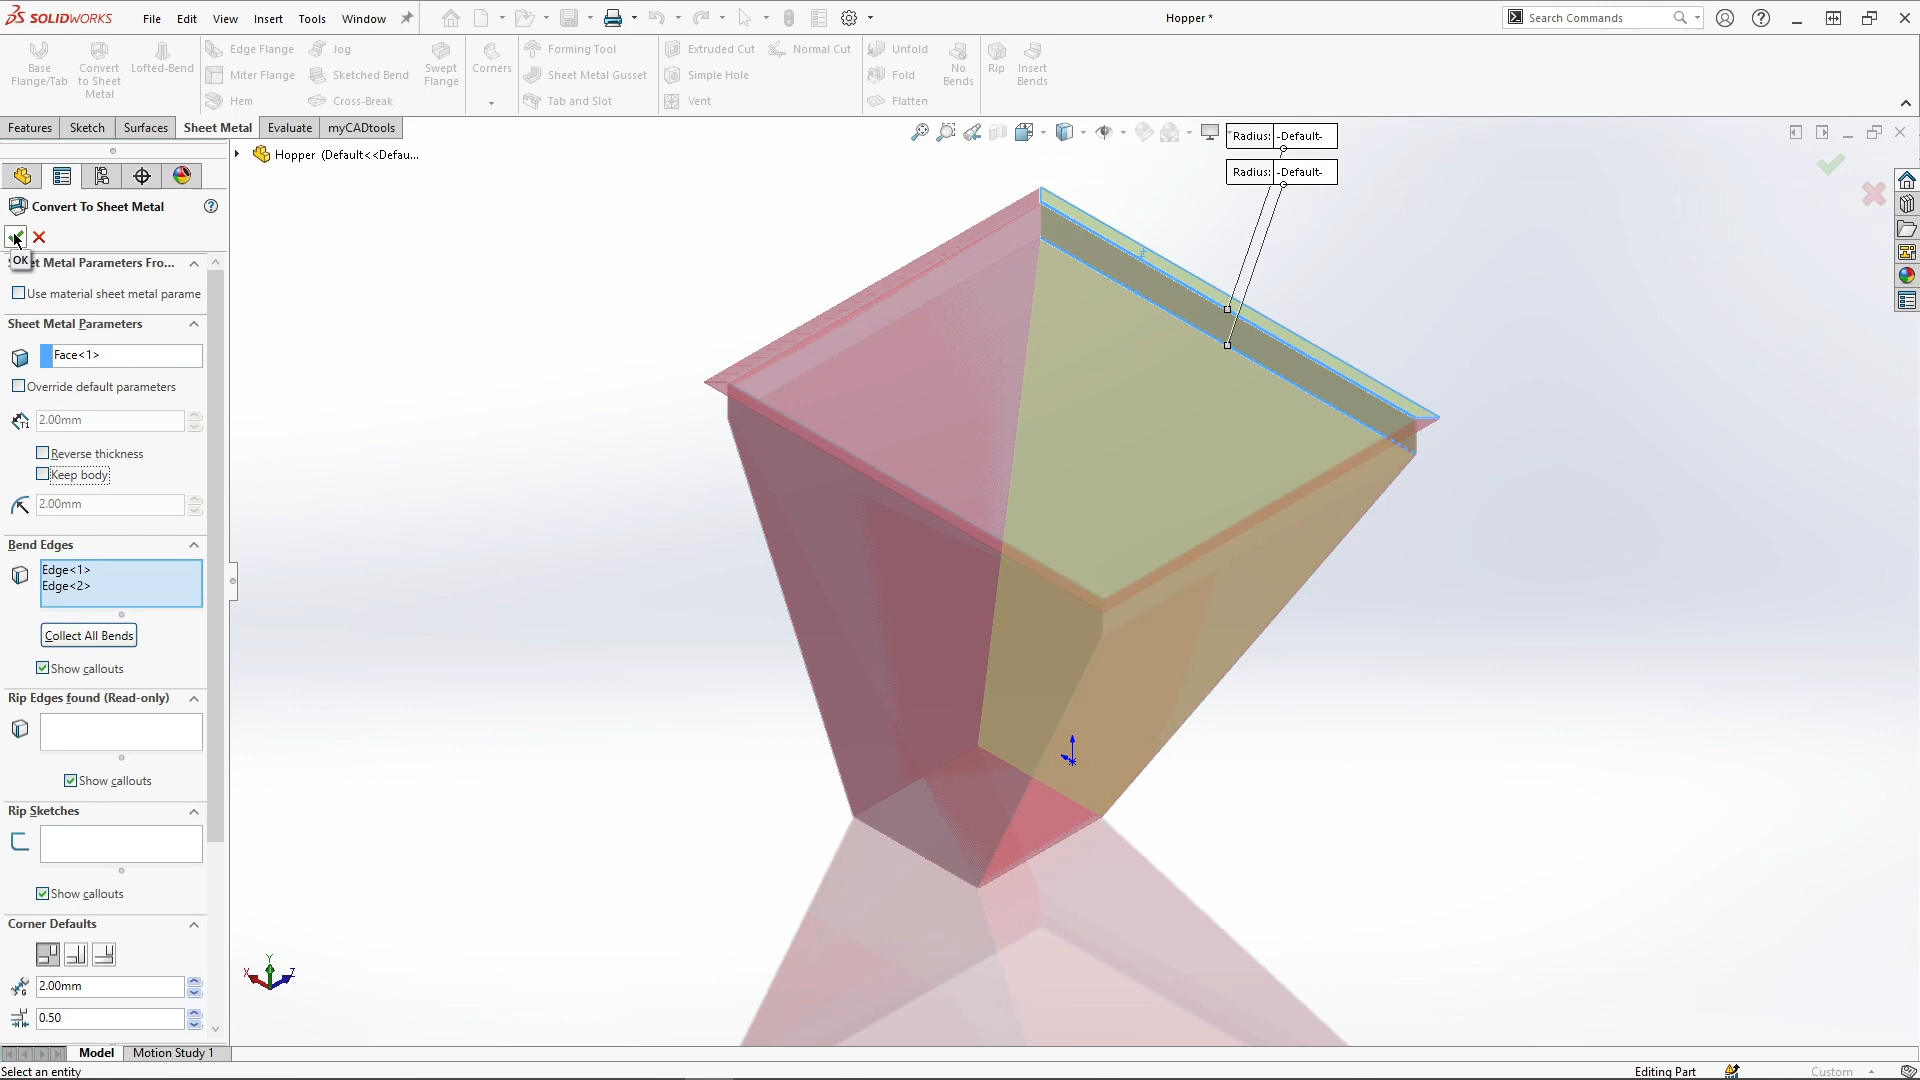 SOLIDWORKS
File Edit View Insert Tools Window
Hopper *
Search Commands
Base Flange/Tab
Convert to Sheet Metal
Lofted-Bend
Edge Flange
Miter Flange
Hem
Jog
Sketched Bend
Cross-Break
Swept Flange
Corners
Forming Tool
Sheet Metal Gusset
Tab and Slot
Extruded Cut
Simple Hole
Vent
Normal Cut
Unfold
Fold
Flatten
No Bends
Rip
Insert Bends
Features Sketch Surfaces Sheet Metal Evaluate myCADtools
Hopper (Default<<Defau...
Radius: -Default-
Radius: -Default-
Convert To Sheet Metal
OK
et Metal Parameters Fro...
Use material sheet metal parame
Sheet Metal Parameters
Face<1>
Override default parameters
T1
2.00mm
Reverse thickness
Keep body
2.00mm
Bend Edges
Edge<1>
Edge<2>
Collect All Bends
Show callouts
Rip Edges found (Read-only)
Show callouts
Rip Sketches
Show callouts
Corner Defaults
2.00mm
0.50
X Y Z
Model Motion Study 1
Select an entity
Editing Part
Custom